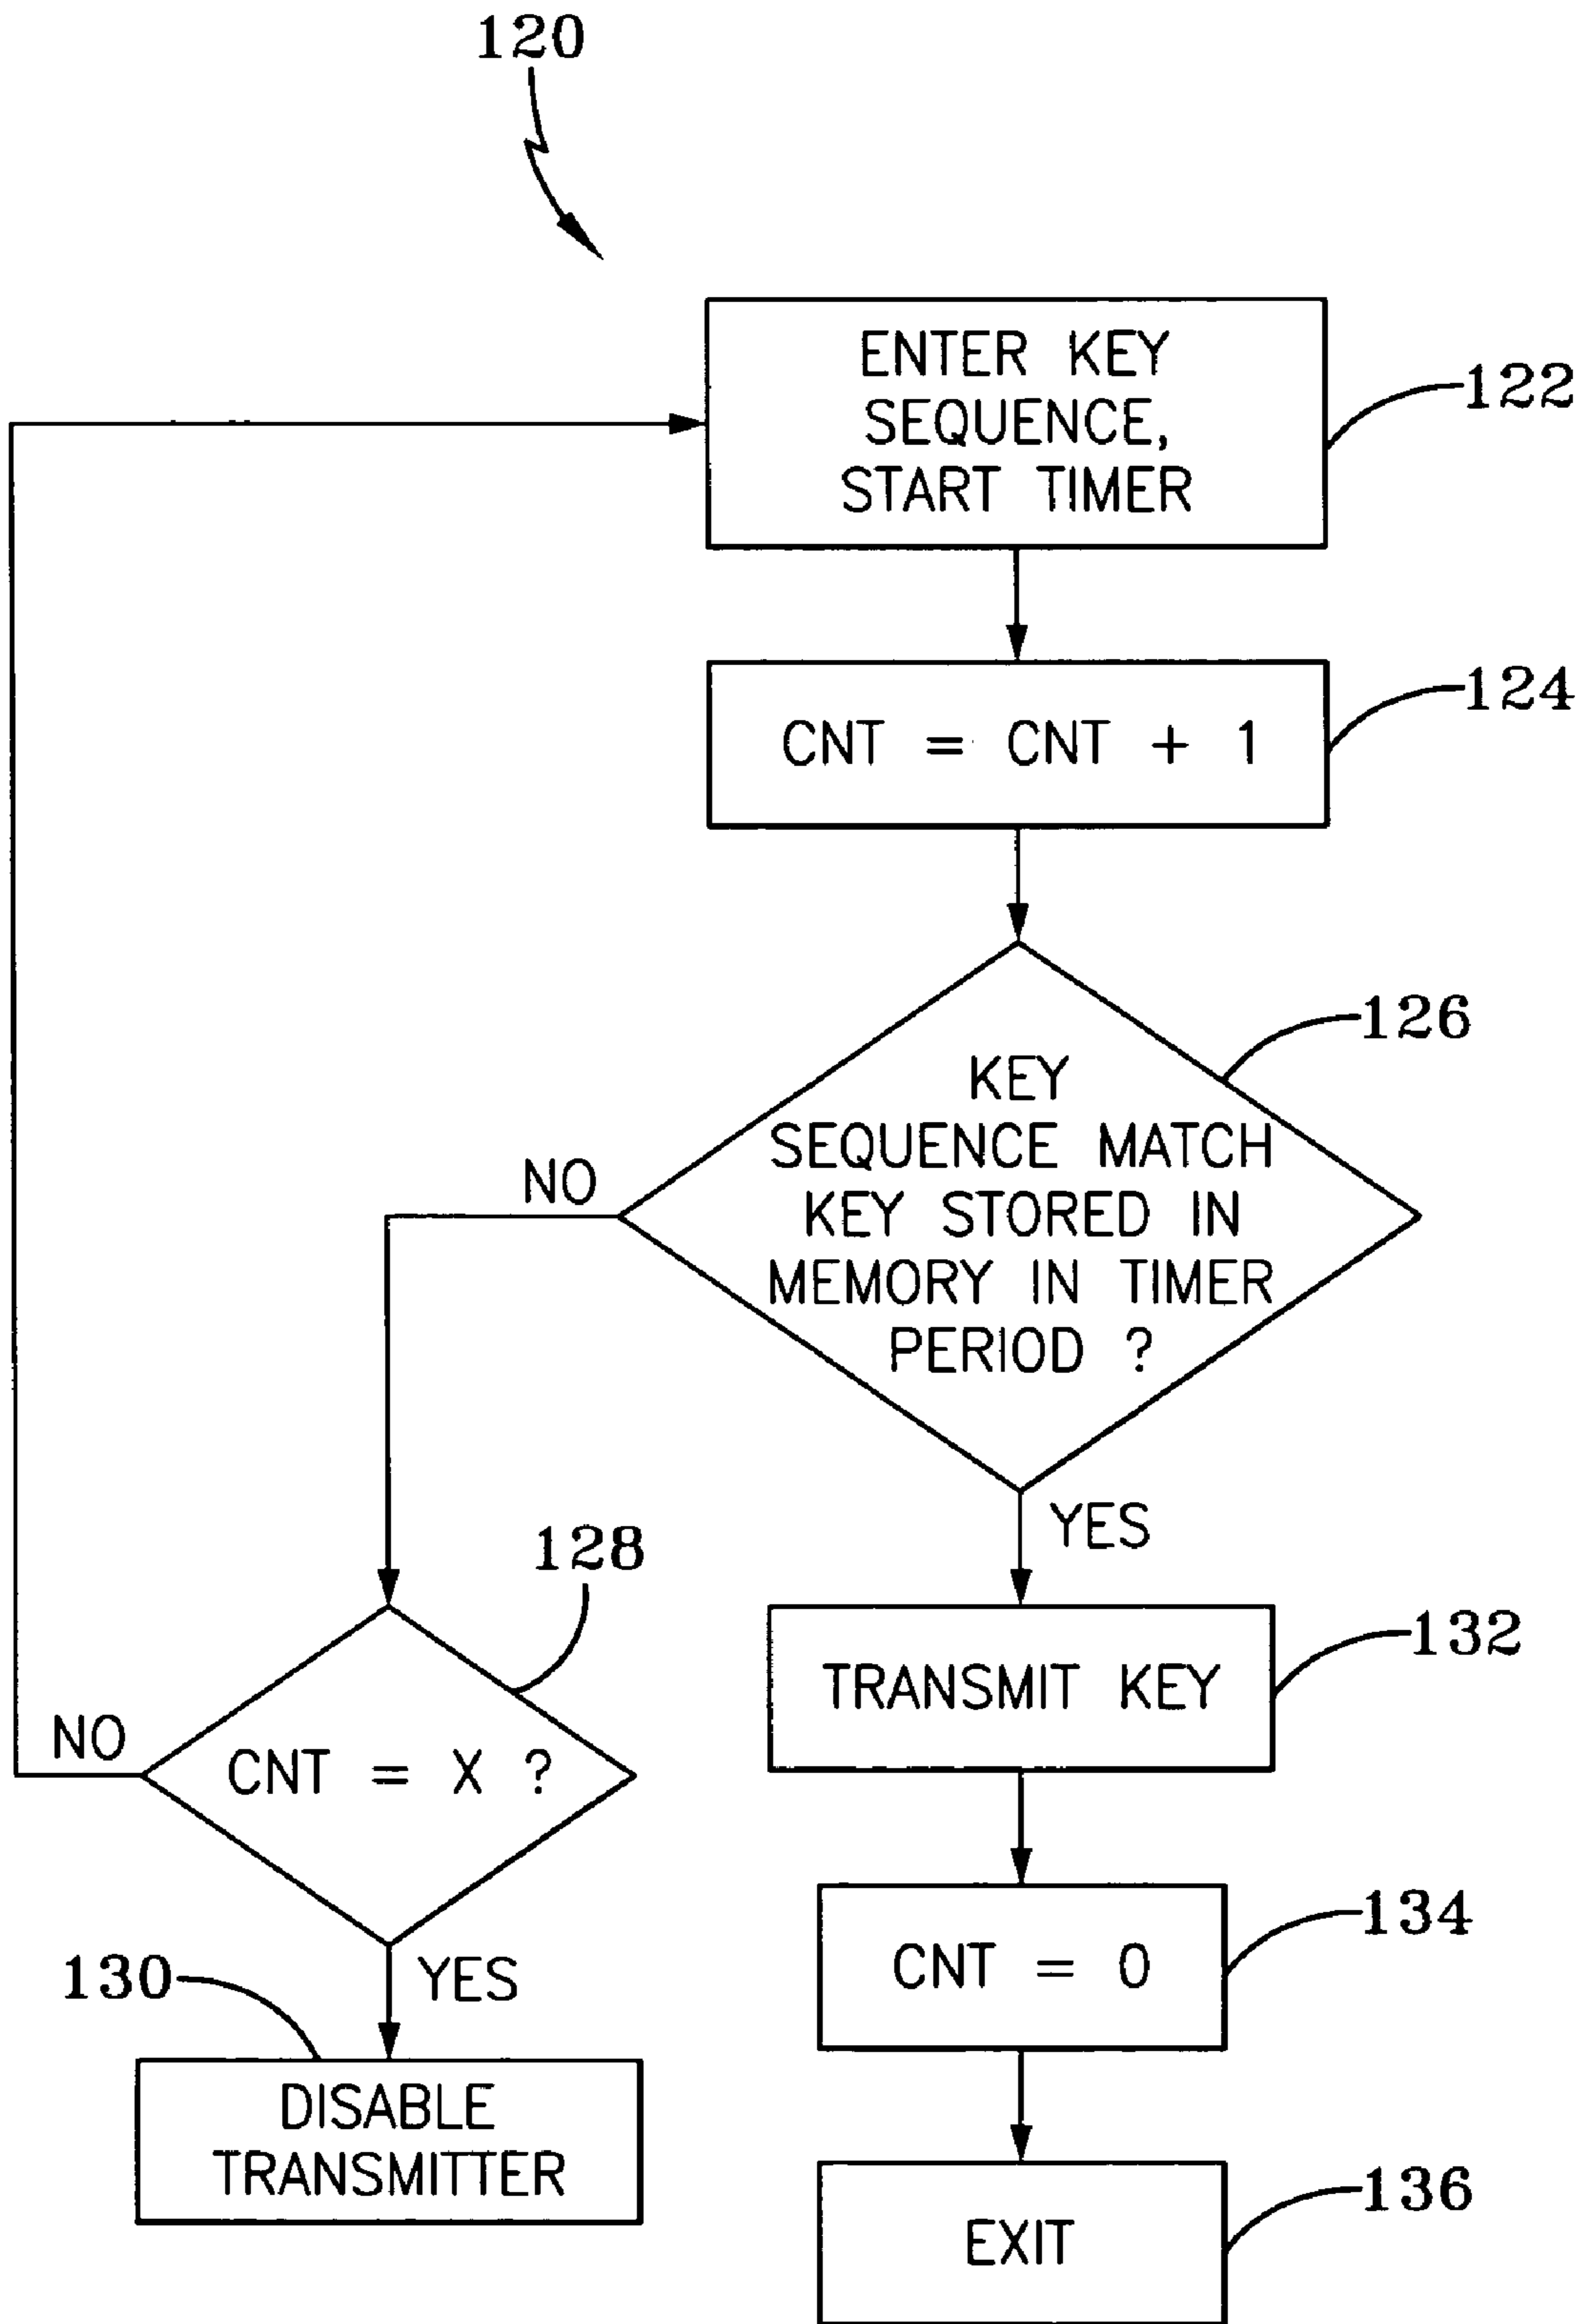 120
ENTER KEY
SEQUENCE,
START TIMER
122
CNT = CNT + 1
124
126
KEY
SEQUENCE MATCH
KEY STORED IN
MEMORY IN TIMER
PERIOD ?
NO
YES
128
CNT = X ?
NO
YES
130
DISABLE
TRANSMITTER
132
TRANSMIT KEY
134
CNT = 0
136
EXIT